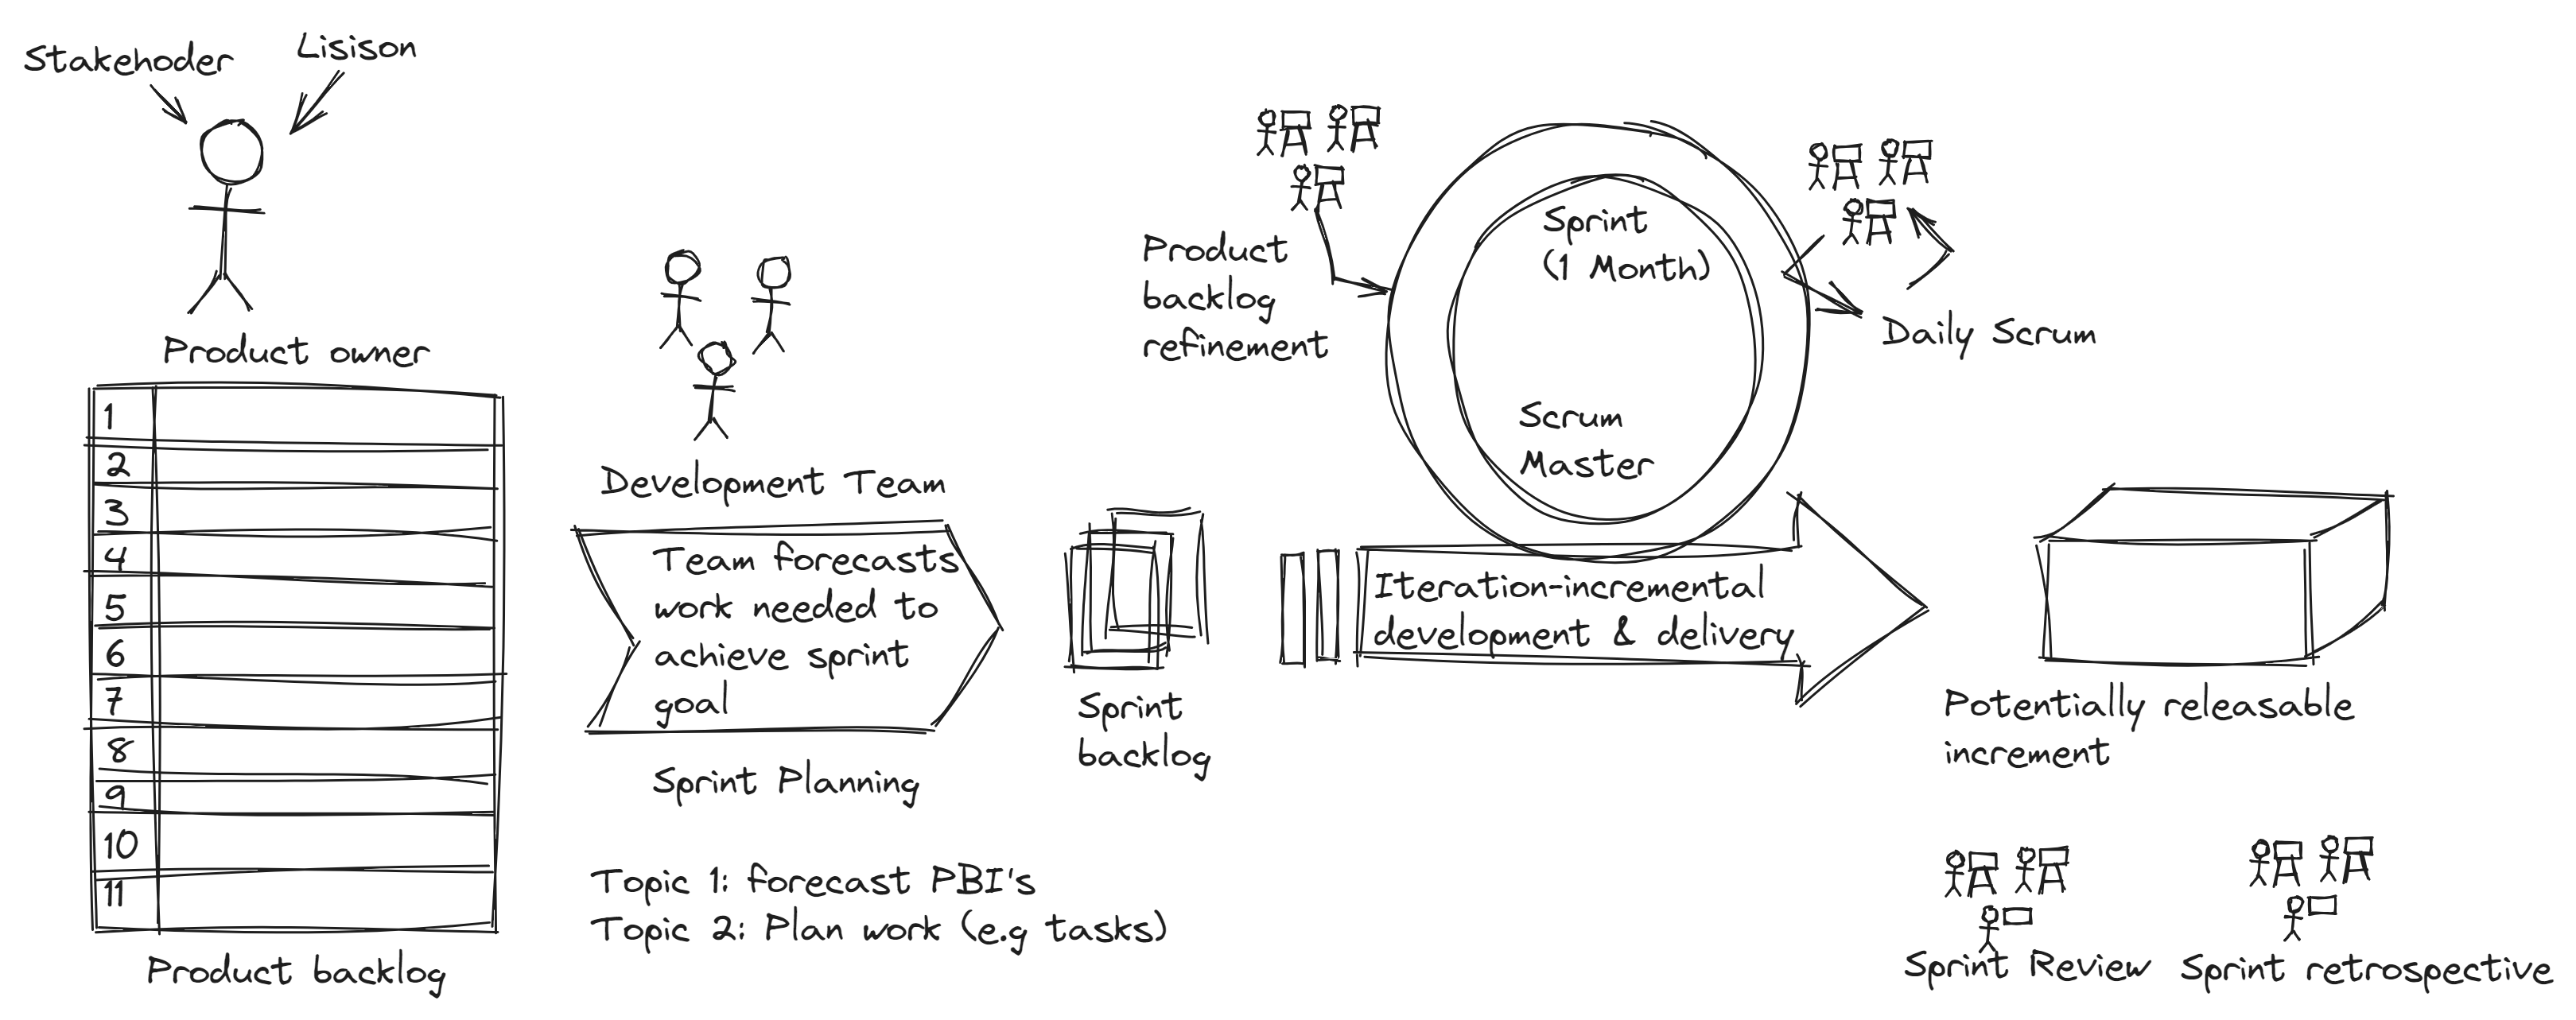 Stakehoder
Lisison
Product owner
1
2
3
4
5
6
7
8
9
10
11
Product backlog
Development Team
Team forecasts
work needed to
achieve sprint
goal
Sprint Planning
Topic 1: forecast PBI's
Topic 2: Plan work (e.g tasks)
Sprint
backlog
Product
backlog
refinement
Sprint
(1 Month)
Scrum
Master
Daily Scrum
Iteration-incremental
development & delivery
Potentially releasable
increment
Sprint Review
Sprint retrospective